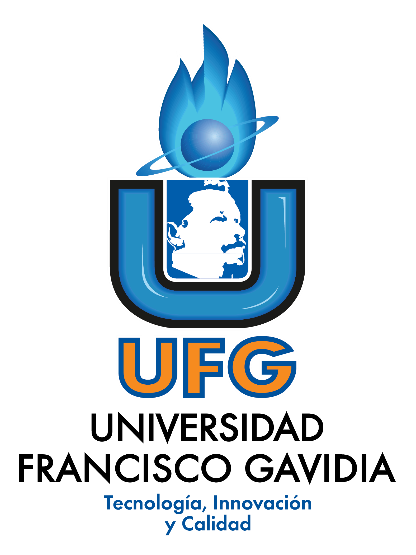 U
UFG
UNIVERSIDAD
FRANCISCO GAVIDIA
Tecnología, Innovación
y Calidad